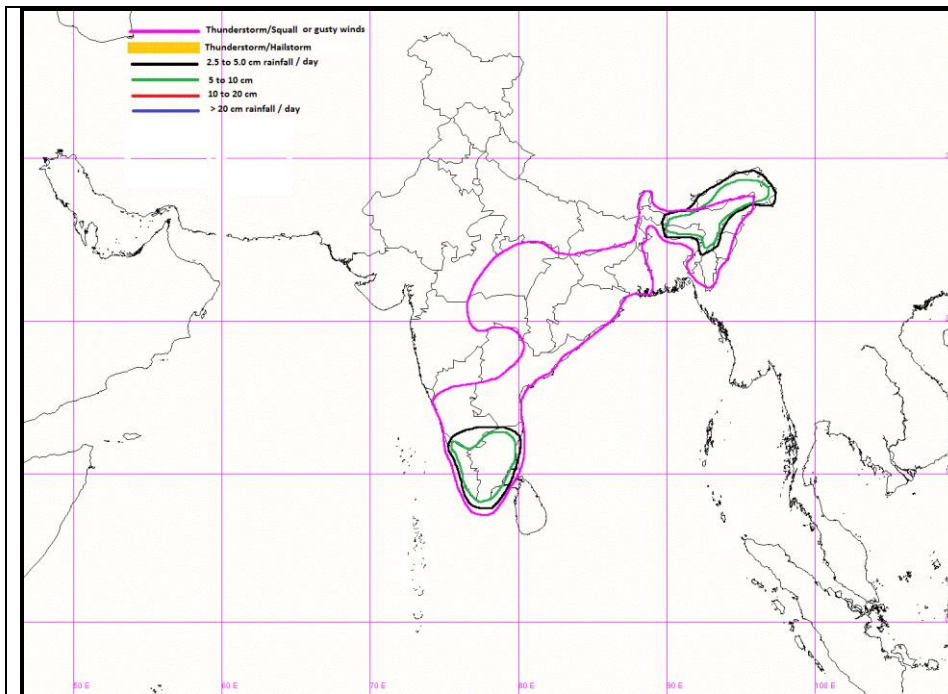 Thunderstorm/Squall or gusty winds
Thunderstorm/Hailstorm
2.5 to 5.0 cm rainfall / day
5 to 10 cm
10 to 20 cm
> 20 cm rainfall / day
50 E
60 E
70 E
80 E
90 E
100 E